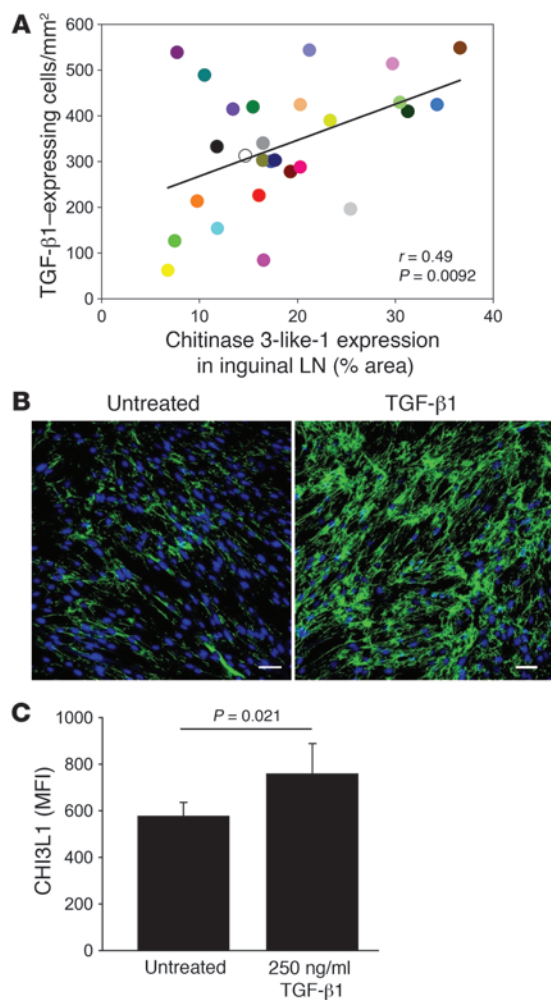 A
TGF-β1–expressing cells/mm²
600
500
400
300
200
100
0
0
10
20
30
40
r = 0.49
P = 0.0092
Chitinase 3-like-1 expression
in inguinal LN (% area)
B
Untreated
TGF-β1
C
P = 0.021
CHI3L1 (MFI)
1000
800
600
400
200
0
Untreated
250 ng/ml
TGF-β1